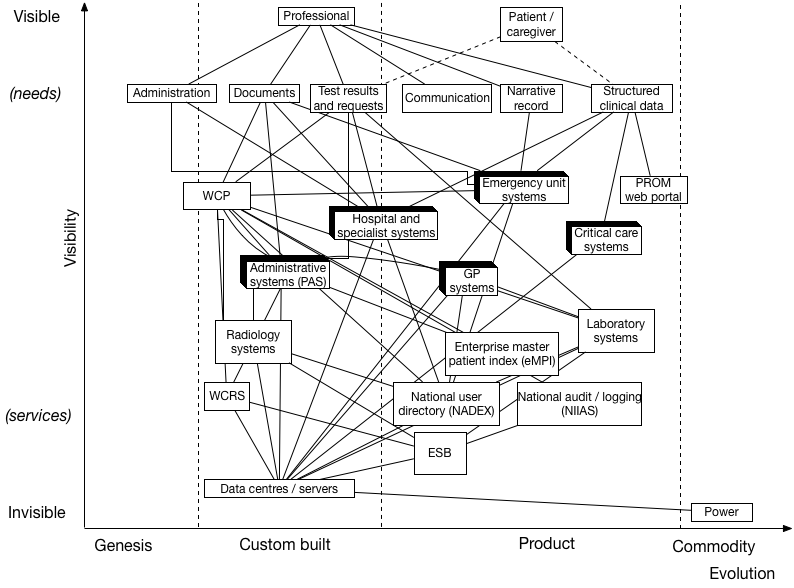 Visible
Professional
Patient /
caregiver
(needs)
Administration
Documents
Test results
and requests
Communication
Narrative
record
Structured
clinical data
Visibility
WCP
Emergency unit
systems
PROM
web portal
Hospital and
specialist systems
Critical care
systems
Administrative
systems (PAS)
GP
systems
Radiology
systems
Enterprise master
patient index (eMPI)
Laboratory
systems
(services)
WCRS
National user
directory (NADEX)
National audit / logging
(NIIAS)
ESB
Data centres / servers
Invisible
Power
Genesis
Custom built
Product
Commodity
Evolution